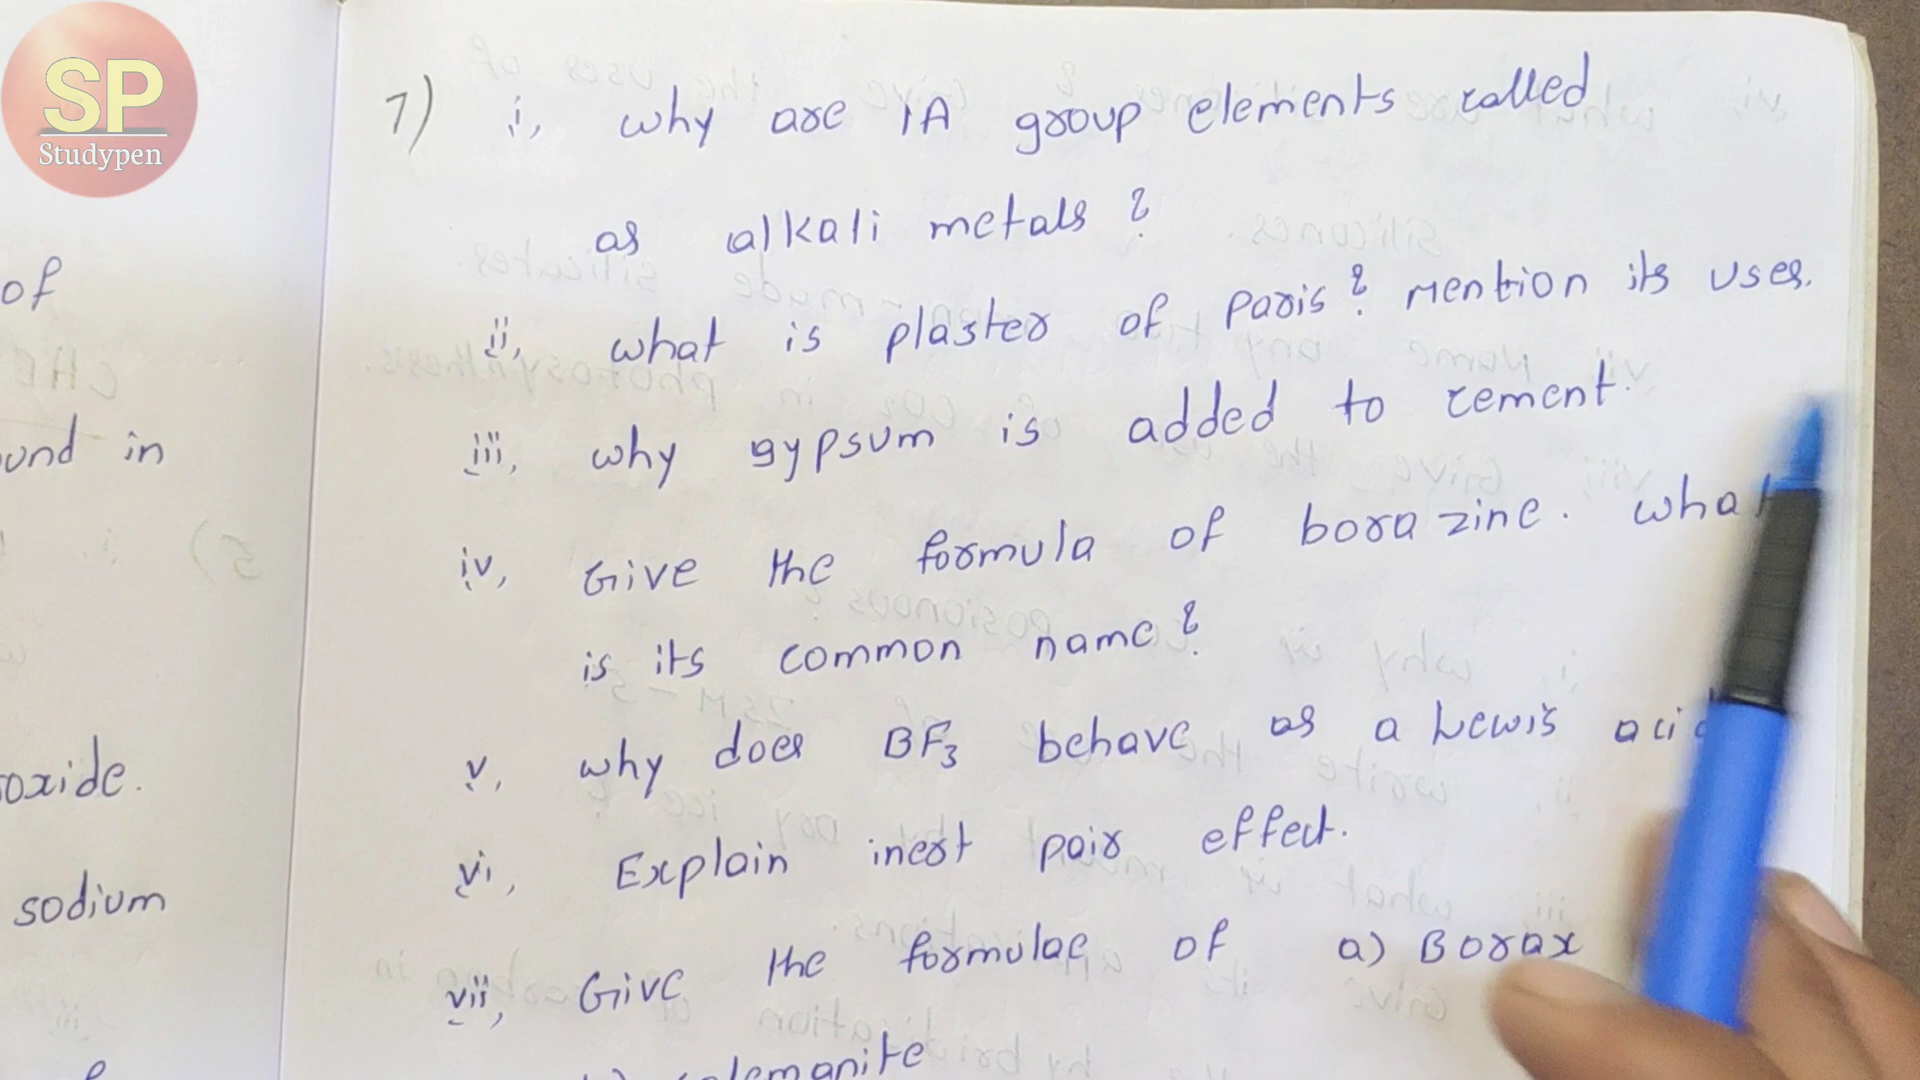 SP
Studypen
7) i, why are IA group elements called
as alkali metals?
ii, what is plaster of paris? Mention its uses.
iii, why gypsum is added to cement.
iv, Give the formula of borazine. What
is its common name?
v, why does BF3 behave as a Lewis acid
vi, Explain inert pair effect.
vii, Give the formulae of a) Borax
of
und in
oxide.
sodium